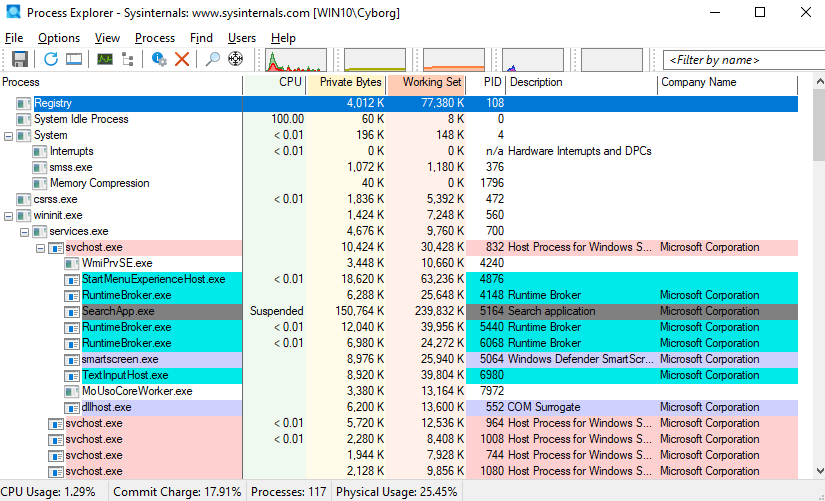 Process Explorer - Sysinternals: www.sysinternals.com [WIN10\Cyborg]
File Options View Process Find Users Help
<Filter by name>
Process CPU Private Bytes Working Set PID Description Company Name
Registry 4,012 K 77,380 K 108
System Idle Process 100.00 60 K 8 K 0
System < 0.01 196 K 148 K 4
Interrupts < 0.01 0 K 0 K n/a Hardware Interrupts and DPCs
smss.exe 1,072 K 1,180 K 376
Memory Compression 40 K 0 K 1796
csrss.exe < 0.01 1,836 K 5,392 K 472
wininit.exe 1,424 K 7,248 K 560
services.exe 4,676 K 9,760 K 700
svchost.exe 10,424 K 30,428 K 832 Host Process for Windows S... Microsoft Corporation
WmiPrvSE.exe 3,448 K 10,660 K 4240
StartMenuExperienceHost.exe < 0.01 18,620 K 63,236 K 4876 Microsoft Corporation
RuntimeBroker.exe 6,288 K 25,648 K 4148 Runtime Broker Microsoft Corporation
SearchApp.exe Suspended 150,764 K 239,832 K 5164 Search application Microsoft Corporation
RuntimeBroker.exe < 0.01 12,040 K 39,956 K 5440 Runtime Broker Microsoft Corporation
RuntimeBroker.exe < 0.01 6,980 K 24,272 K 6068 Runtime Broker Microsoft Corporation
smartscreen.exe 8,976 K 25,940 K 5064 Windows Defender SmartScr... Microsoft Corporation
TextInputHost.exe 8,920 K 39,804 K 6980 Microsoft Corporation
MoUsoCoreWorker.exe 3,380 K 13,164 K 7972
dllhost.exe 6,200 K 13,600 K 552 COM Surrogate Microsoft Corporation
svchost.exe < 0.01 5,720 K 12,536 K 964 Host Process for Windows S... Microsoft Corporation
svchost.exe < 0.01 2,280 K 8,408 K 1008 Host Process for Windows S... Microsoft Corporation
svchost.exe 1,944 K 7,928 K 744 Host Process for Windows S... Microsoft Corporation
svchost.exe 2,128 K 9,856 K 1080 Host Process for Windows S... Microsoft Corporation
CPU Usage: 1.29% Commit Charge: 17.91% Processes: 117 Physical Usage: 25.45%